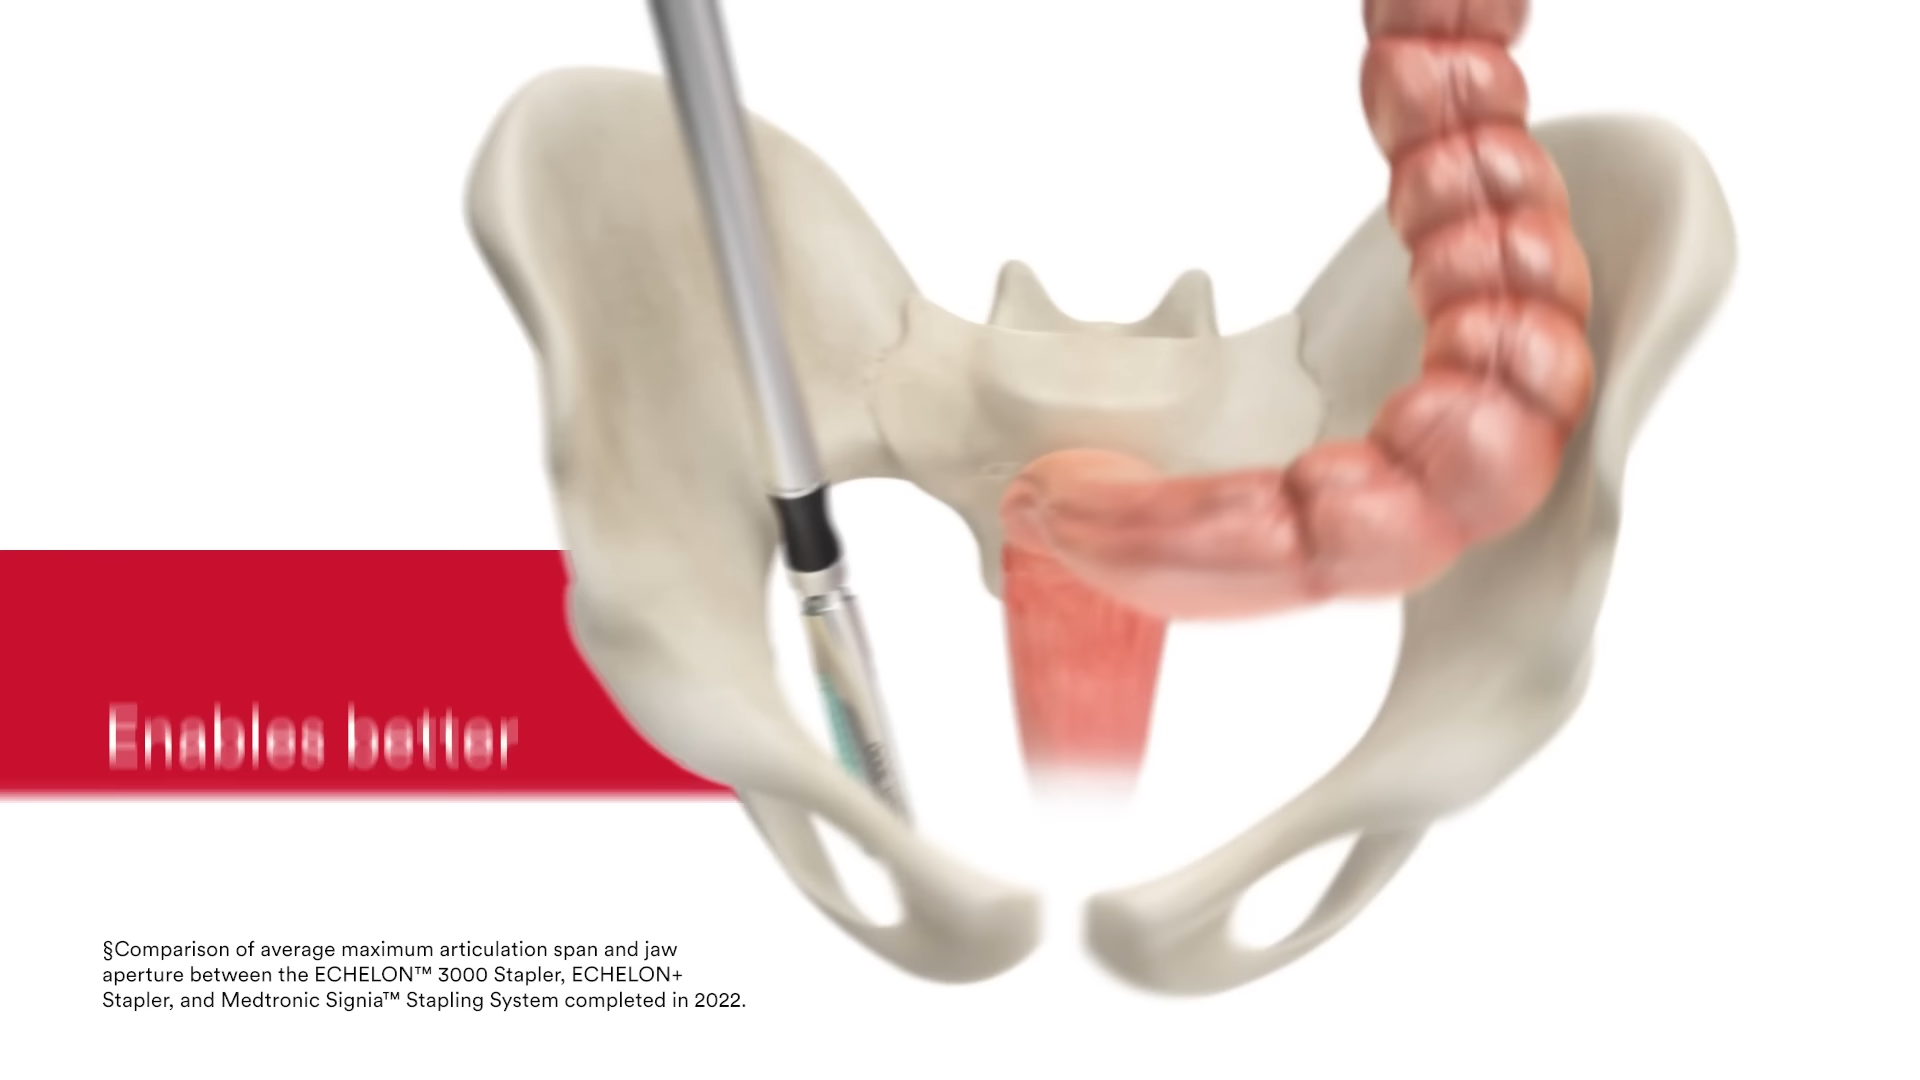 Enables better
§Comparison of average maximum articulation span and jaw
aperture between the ECHELON™ 3000 Stapler, ECHELON+
Stapler, and Medtronic Signia™ Stapling System completed in 2022.